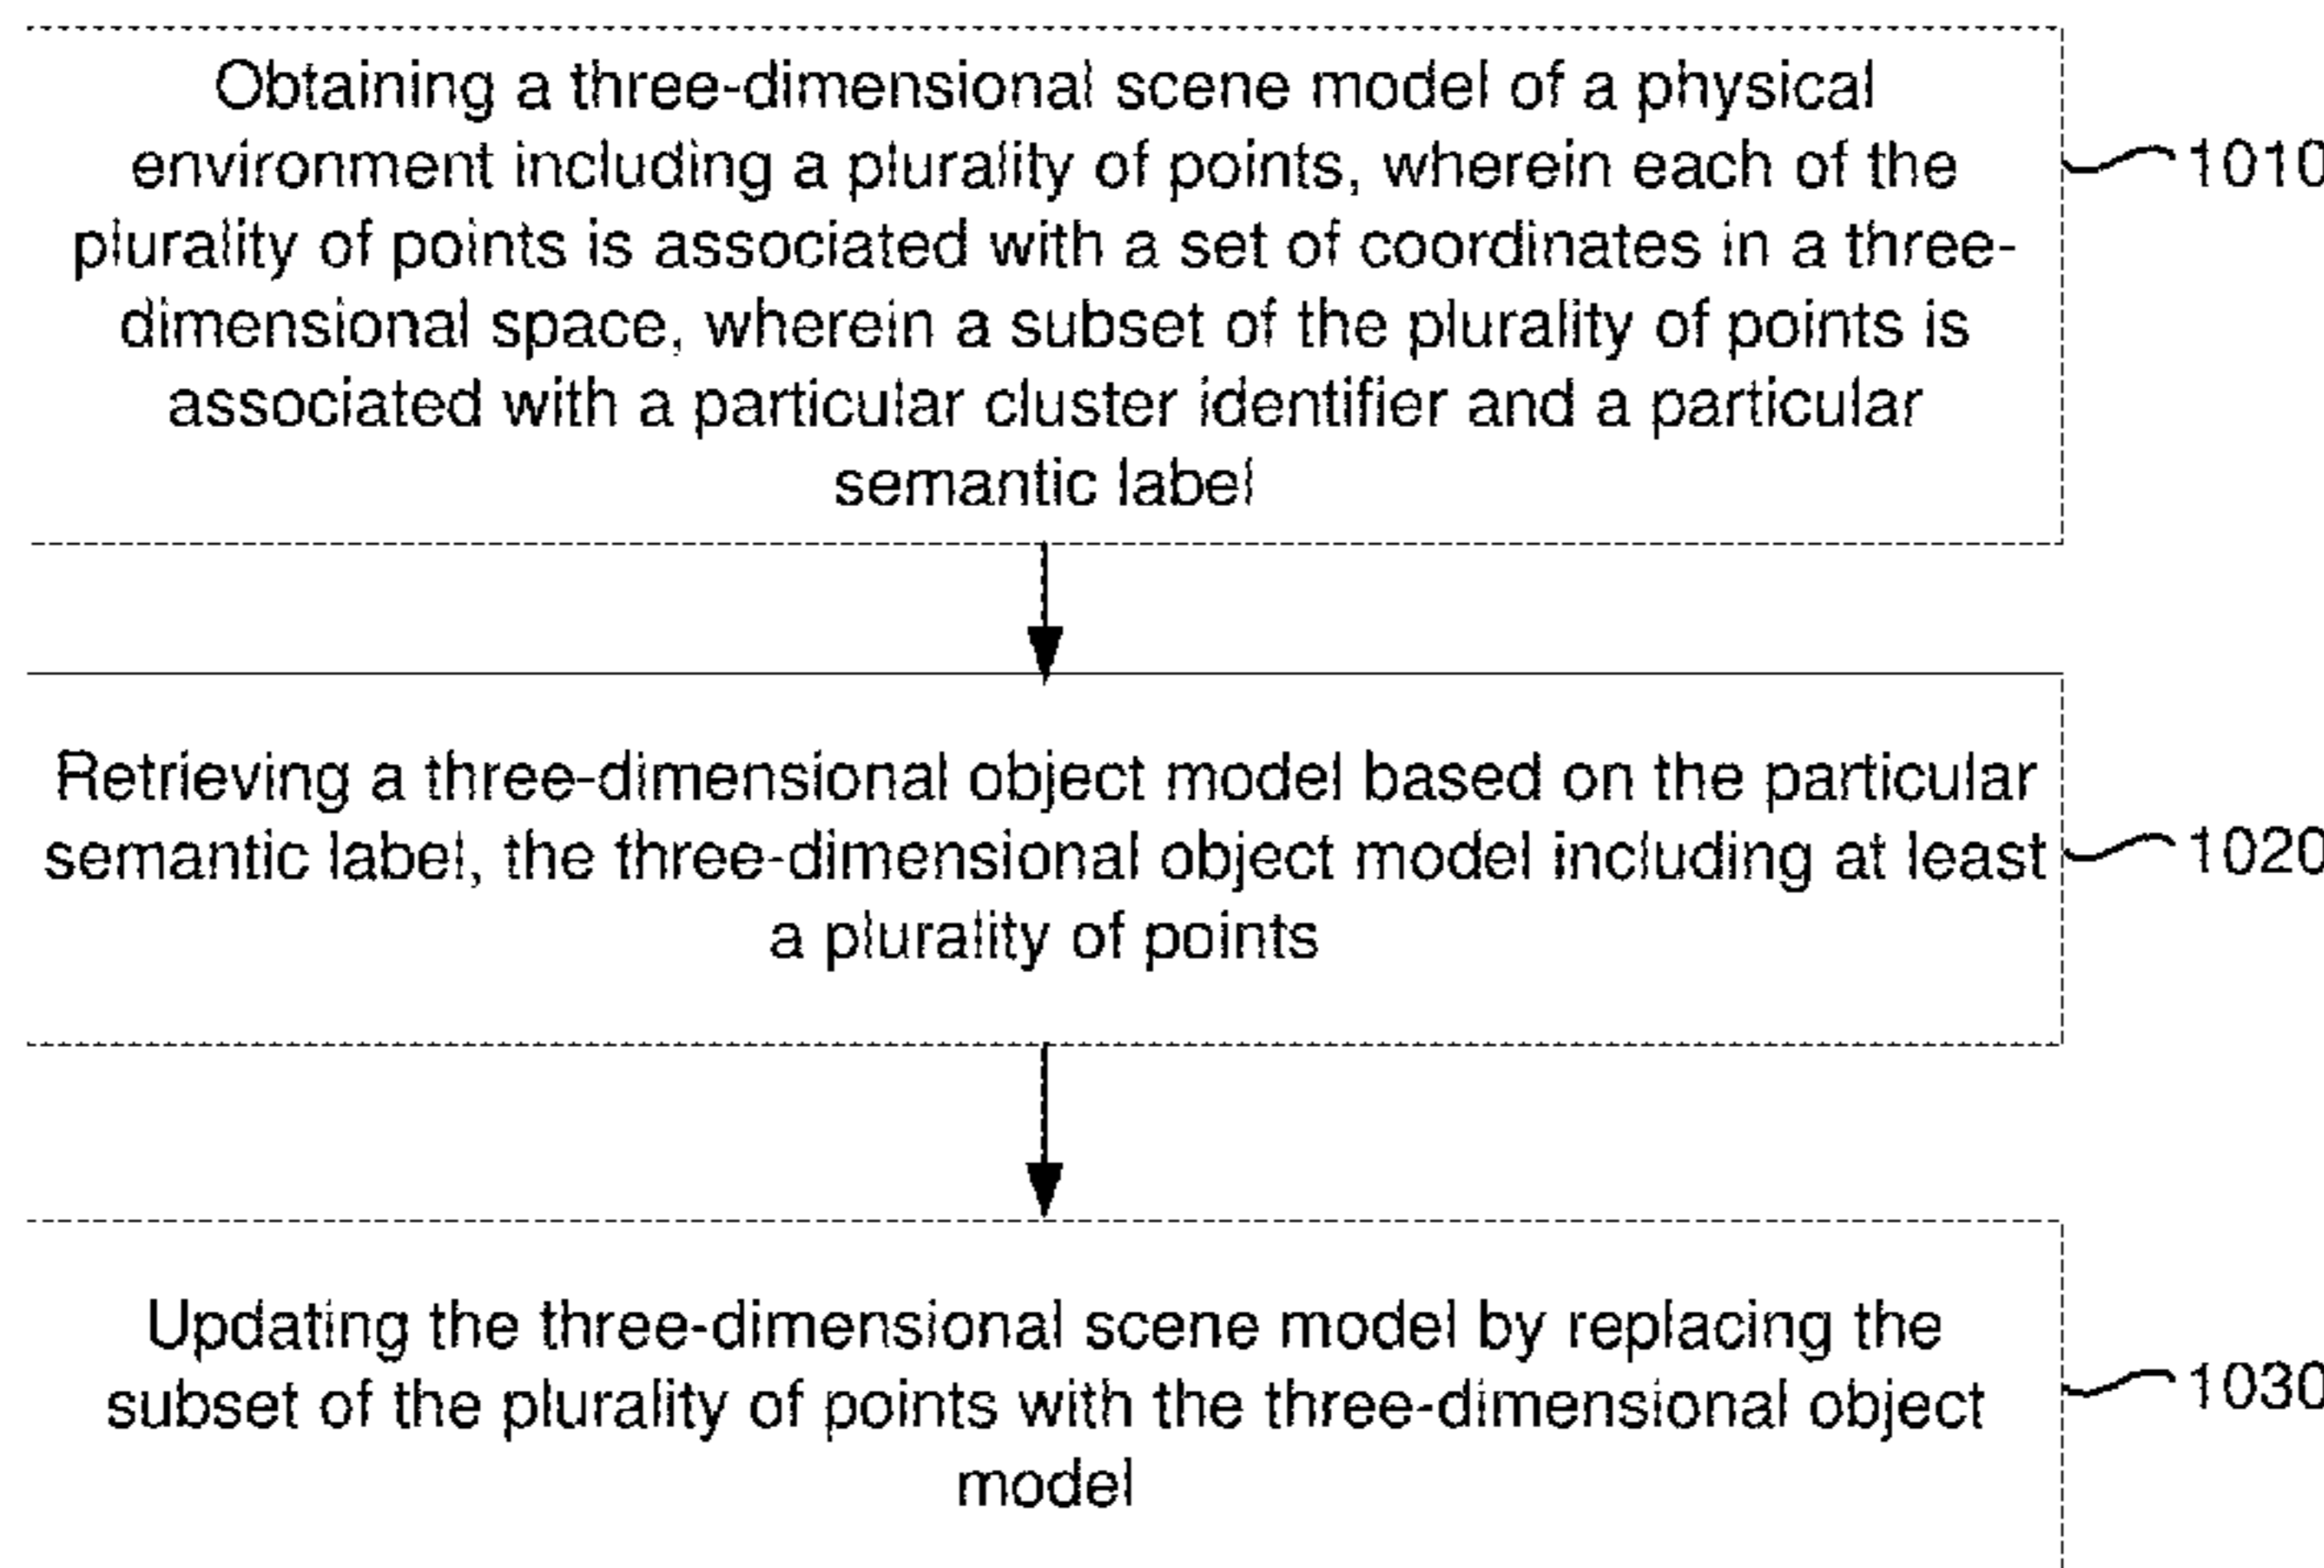 Obtaining a three-dimensional scene model of a physical
environment including a plurality of points, wherein each of the
plurality of points is associated with a set of coordinates in a three-
dimensional space, wherein a subset of the plurality of points is
associated with a particular cluster identifier and a particular
semantic label
1010
Retrieving a three-dimensional object model based on the particular
semantic label, the three-dimensional object model including at least
a plurality of points
1020
Updating the three-dimensional scene model by replacing the
subset of the plurality of points with the three-dimensional object
model
1030